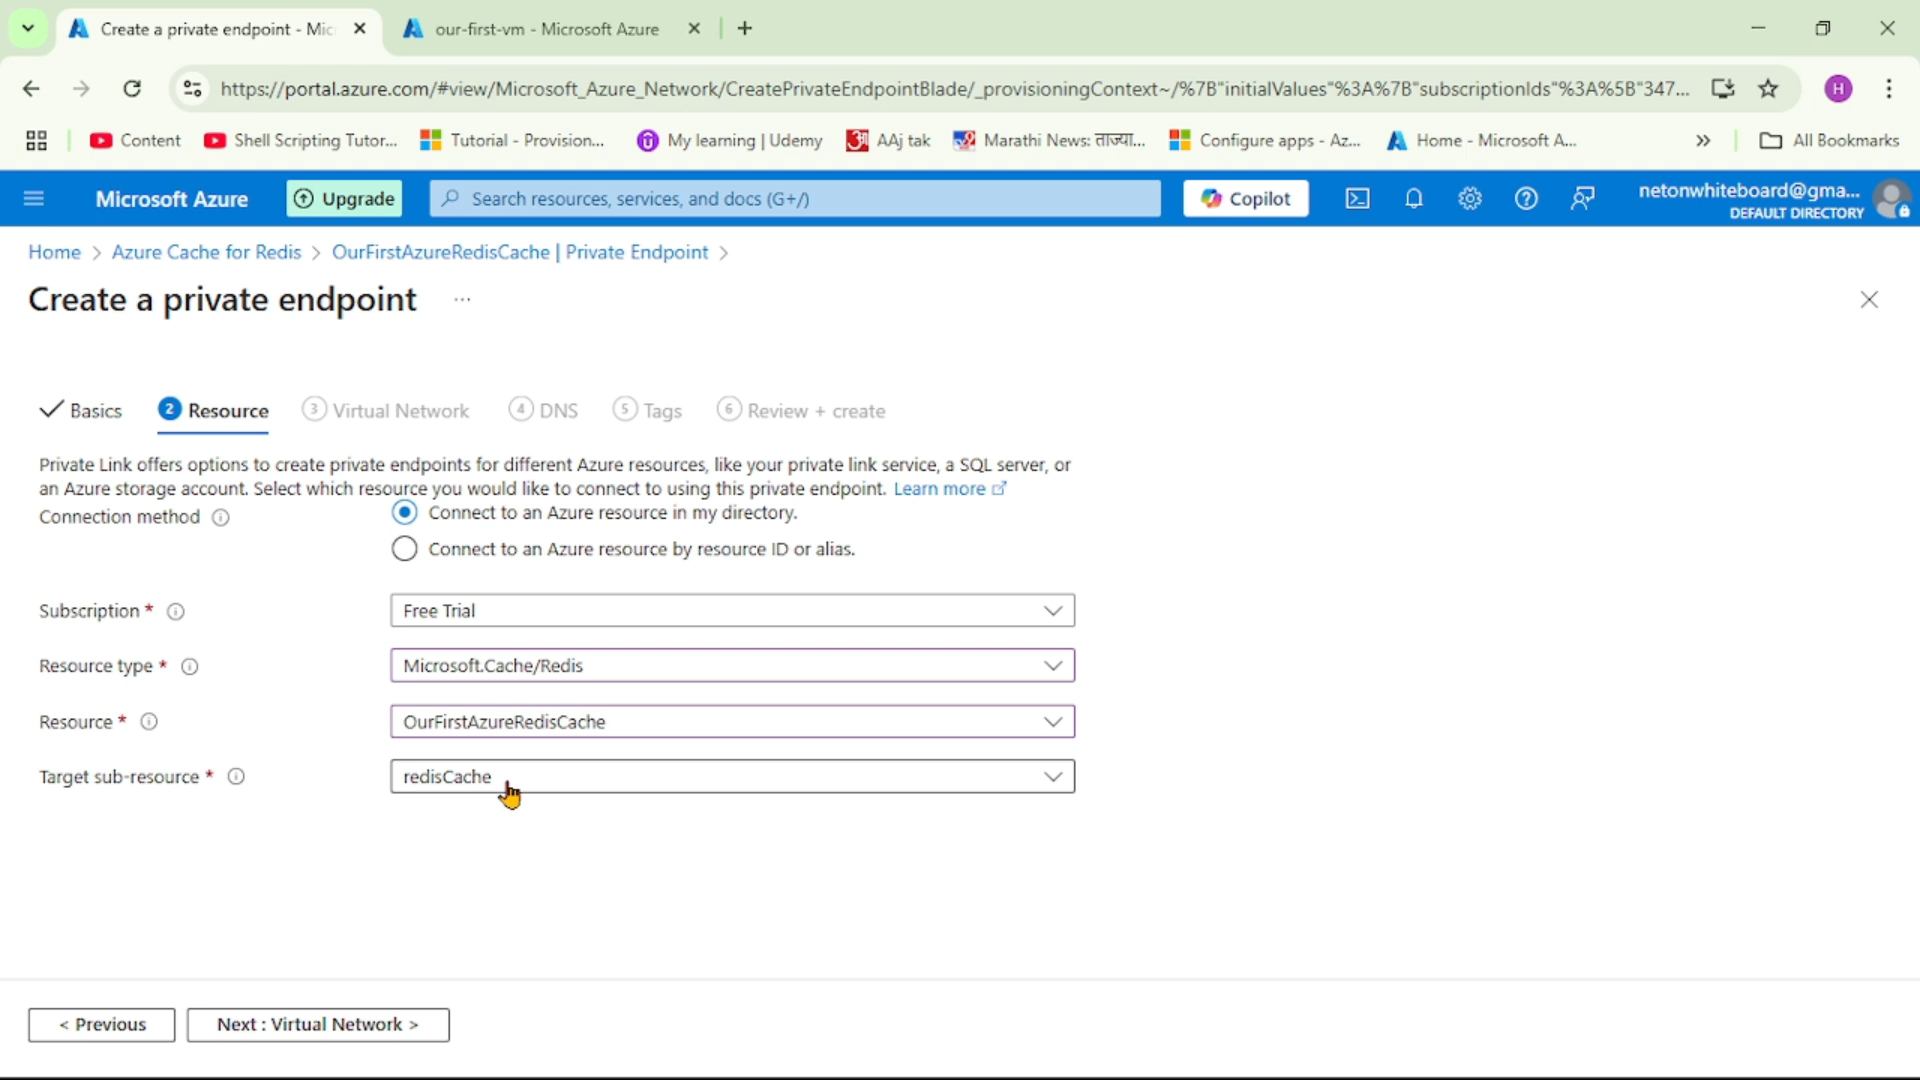 Create a private endpoint - Mic
our-first-vm - Microsoft Azure
https://portal.azure.com/#view/Microsoft_Azure_Network/CreatePrivateEndpointBlade/_provisioningContext~/%7B"initialValues"%3A%7B"subscriptionIds"%3A%5B"347...
H
Content
Shell Scripting Tutor...
Tutorial - Provision...
My learning | Udemy
AAj tak
Marathi News: ताज्या...
Configure apps - Az...
Home - Microsoft A...
»
All Bookmarks
Microsoft Azure
Upgrade
Search resources, services, and docs (G+/)
Copilot
netonwhiteboard@gma...
DEFAULT DIRECTORY
Home > Azure Cache for Redis > OurFirstAzureRedisCache | Private Endpoint >
Create a private endpoint ...
Basics
2 Resource
3 Virtual Network
4 DNS
5 Tags
6 Review + create
Private Link offers options to create private endpoints for different Azure resources, like your private link service, a SQL server, or
an Azure storage account. Select which resource you would like to connect to using this private endpoint. Learn more
Connection method
Connect to an Azure resource in my directory.
Connect to an Azure resource by resource ID or alias.
Subscription *
Free Trial
Resource type *
Microsoft.Cache/Redis
Resource *
OurFirstAzureRedisCache
Target sub-resource *
redisCache
< Previous
Next : Virtual Network >